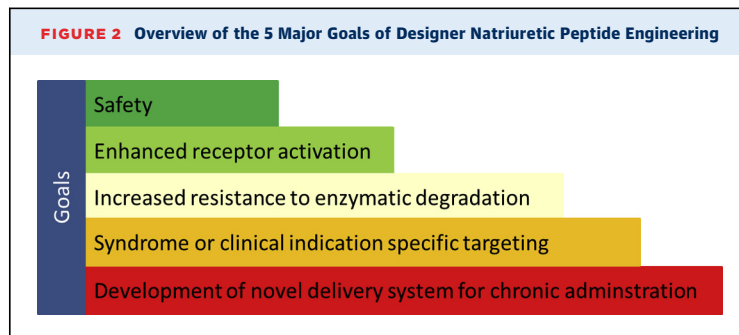 FIGURE 2 Overview of the 5 Major Goals of Designer Natriuretic Peptide Engineering
Goals
Safety
Enhanced receptor activation
Increased resistance to enzymatic degradation
Syndrome or clinical indication specific targeting
Development of novel delivery system for chronic adminstration